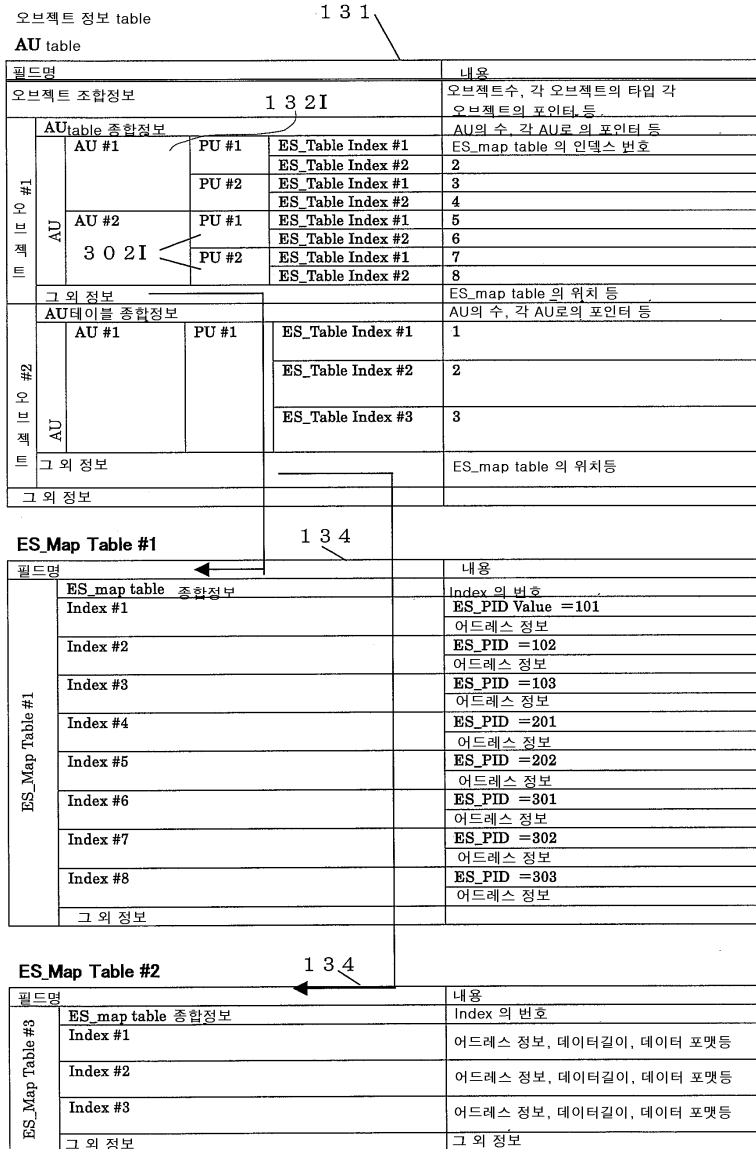 오브젝트 정보 table
131
AU table
필드명 내용
오브젝트 조합정보 오브젝트수, 각 오브젝트의 타입 각
오브젝트의 포인터 등
132I
#1 오브젝트
AUtable 종합정보 AU의 수, 각 AU로 의 포인터 등
AU
AU #1 PU #1 ES_Table Index #1 ES_map table 의 인덱스 번호
ES_Table Index #2 2
PU #2 ES_Table Index #1 3
ES_Table Index #2 4
AU #2 PU #1 ES_Table Index #1 5
ES_Table Index #2 6
302I
PU #2 ES_Table Index #1 7
ES_Table Index #2 8
그 외 정보 ES_map table 의 위치 등
#2 오브젝트
AU테이블 종합정보 AU의 수, 각 AU로의 포인터 등
AU
AU #1 PU #1 ES_Table Index #1 1
ES_Table Index #2 2
ES_Table Index #3 3
그 외 정보 ES_map table 의 위치등
그 외 정보
ES_Map Table #1
134
필드명 내용
ES_Map Table #1
ES_map table 종합정보 Index 의 번호
Index #1 ES_PID Value =101
어드레스 정보
Index #2 ES_PID =102
어드레스 정보
Index #3 ES_PID =103
어드레스 정보
Index #4 ES_PID =201
어드레스 정보
Index #5 ES_PID =202
어드레스 정보
Index #6 ES_PID =301
어드레스 정보
Index #7 ES_PID =302
어드레스 정보
Index #8 ES_PID =303
어드레스 정보
그 외 정보
ES_Map Table #2
134
필드명 내용
ES_Map Table #3
ES_map table 종합정보 Index 의 번호
Index #1 어드레스 정보, 데이터길이, 데이터 포맷등
Index #2 어드레스 정보, 데이터길이, 데이터 포맷등
Index #3 어드레스 정보, 데이터길이, 데이터 포맷등
그 외 정보 그 외 정보